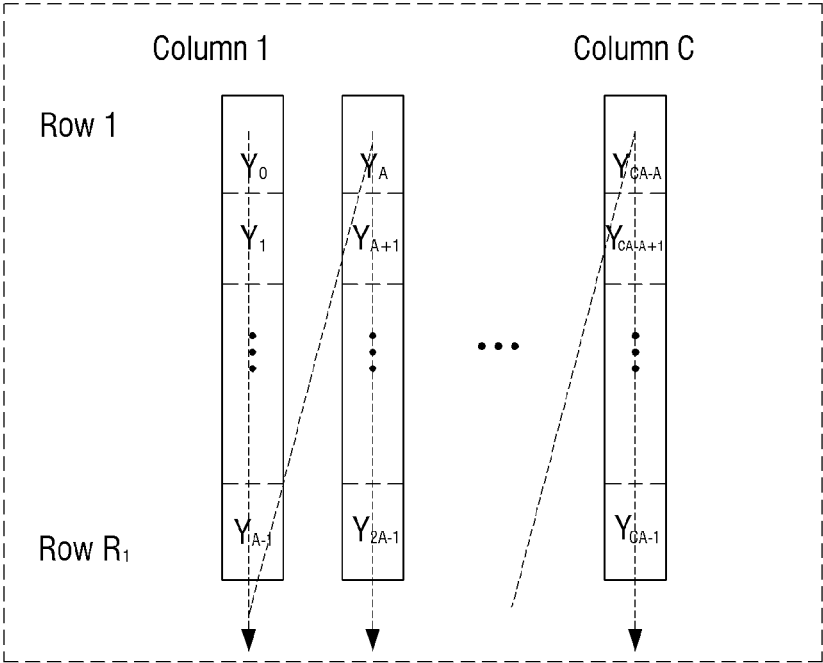 Column 1 Column C
Row 1
Y0 YA YCA-A
Y1 YA+1 YCA-A+1
Row R1
YA-1 Y2A-1 YCA-1